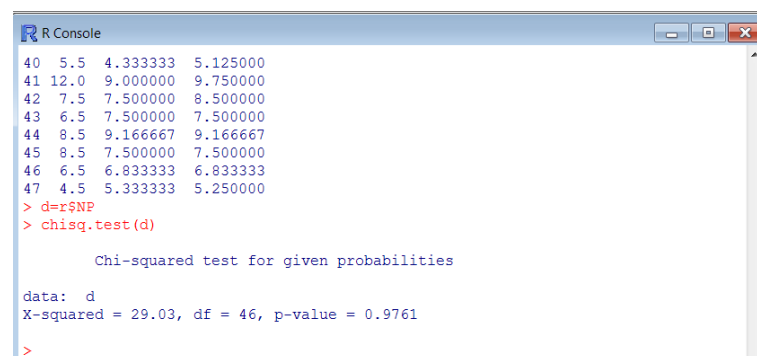 R Console
40 5.5 4.333333 5.125000
41 12.0 9.000000 9.750000
42 7.5 7.500000 8.500000
43 6.5 7.500000 7.500000
44 8.5 9.166667 9.166667
45 8.5 7.500000 7.500000
46 6.5 6.833333 6.833333
47 4.5 5.333333 5.250000
> d=r$NP
> chisq.test(d)
Chi-squared test for given probabilities
data: d
X-squared = 29.03, df = 46, p-value = 0.9761
>